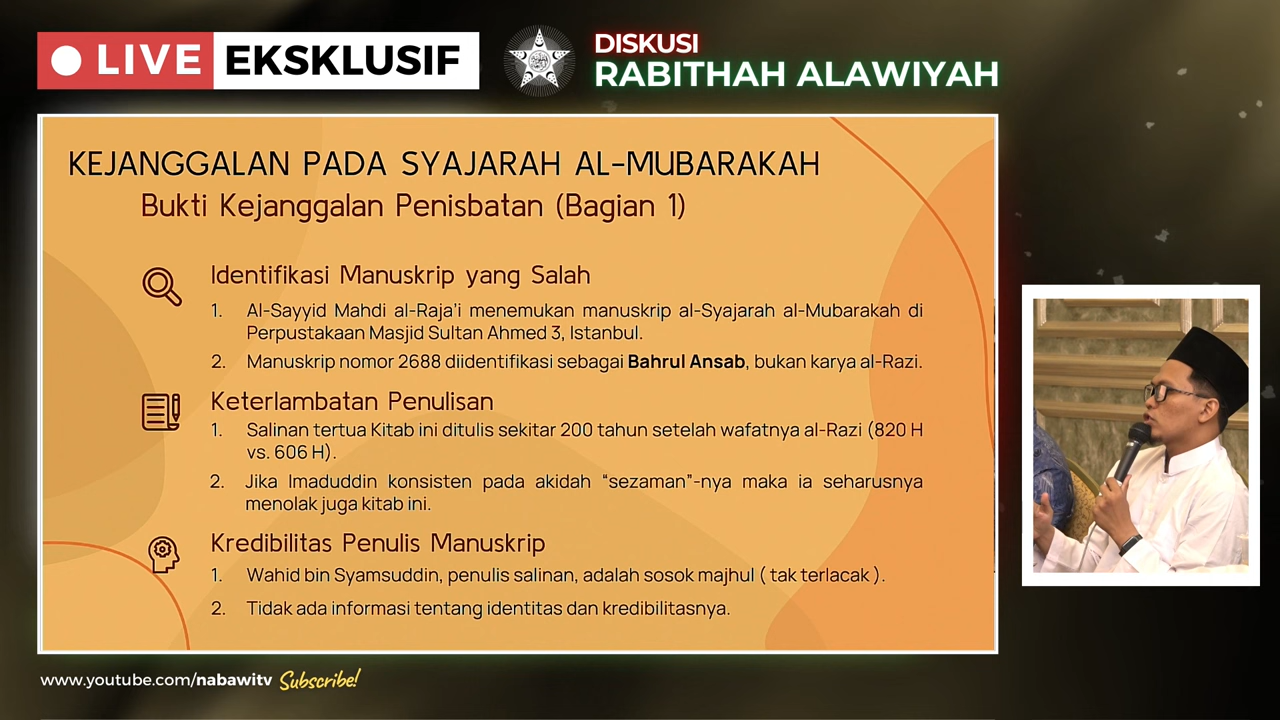 LIVE EKSKLUSIF
DISKUSI
RABITHAH ALAWIYAH
KEJANGGALAN PADA SYAJARAH AL-MUBARAKAH
Bukti Kejanggalan Penisbatan (Bagian 1)
Identifikasi Manuskrip yang Salah
1. Al-Sayyid Mahdi al-Raja'i menemukan manuskrip al-Syajarah al-Mubarakah di
Perpustakaan Masjid Sultan Ahmed 3, Istanbul.
2. Manuskrip nomor 2688 diidentifikasi sebagai Bahrul Ansab, bukan karya al-Razi.
Keterlambatan Penulisan
1. Salinan tertua Kitab ini ditulis sekitar 200 tahun setelah wafatnya al-Razi (820 H
vs. 606 H).
2. Jika Imaduddin konsisten pada akidah “sezaman”-nya maka ia seharusnya
menolak juga kitab ini.
Kredibilitas Penulis Manuskrip
1. Wahid bin Syamsuddin, penulis salinan, adalah sosok majhul ( tak terlacak ).
2. Tidak ada informasi tentang identitas dan kredibilitasnya.
www.youtube.com/nabawitv Subscribe!